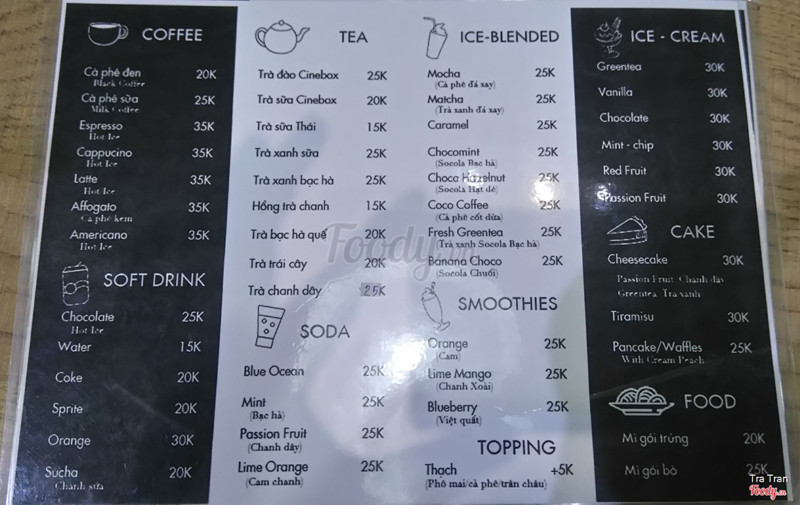 COFFEE
Cà phê đen 20K
Black Coffee
Cà phê sữa 25K
Milk Coffee
Espresso 35K
Hot Ice
Cappucino 35K
Hot Ice
Latte 35K
Hot Ice
Affogato 35K
Cà phê kem
Americano 35K
Hot Ice
SOFT DRINK
Chocolate 25K
Hot Ice
Water 15K
Coke 20K
Sprite 20K
Orange 30K
Sucha 20K
Chanh sữa
TEA
Trà đào Cinebox 25K
Trà sữa Cinebox 20K
Trà sữa Thái 15K
Trà xanh sữa 25K
Trà xanh bạc hà 25K
Hồng trà chanh 15K
Trà bạc hà quế 20K
Trà trái cây 20K
Trà chanh dây 25K
SODA
Blue Ocean 25K
Mint 25K
(Bạc hà)
Passion Fruit 25K
(Chanh dây)
Lime Orange 25K
(Cam chanh)
ICE-BLENDED
Mocha 25K
(Cà phê đá xay)
Matcha 25K
(Trà xanh đá xay)
Caramel 25K
Chocomint 25K
(Socola Bạc hà)
Choca Hazelnut 25K
(Socola Hạt dẻ)
Coco Coffee 25K
(Cà phê cốt dừa)
Fresh Greentea 25K
(Trà xanh Socola Bạc hà)
Banana Choco 25K
(Socola Chuối)
SMOOTHIES
Orange 25K
(Cam)
Lime Mango 25K
(Chanh Xoài)
Blueberry 25K
(Việt quất)
TOPPING
Thạch +5K
(Phô mai/cà phê/trân châu)
ICE - CREAM
Greentea 30K
Vanilla 30K
Chocolate 30K
Mint - chip 30K
Red Fruit 30K
Passion Fruit 30K
CAKE
Cheesecake 30K
Passion Fruit Chanh dây
Greentea Trà xanh
Tiramisu 30K
Pancake/Waffles 25K
With Cream Peach
FOOD
Mì gói trứng 20K
Mì gói bò 25K
Foody.vn
Tra Tran
Foody.vn